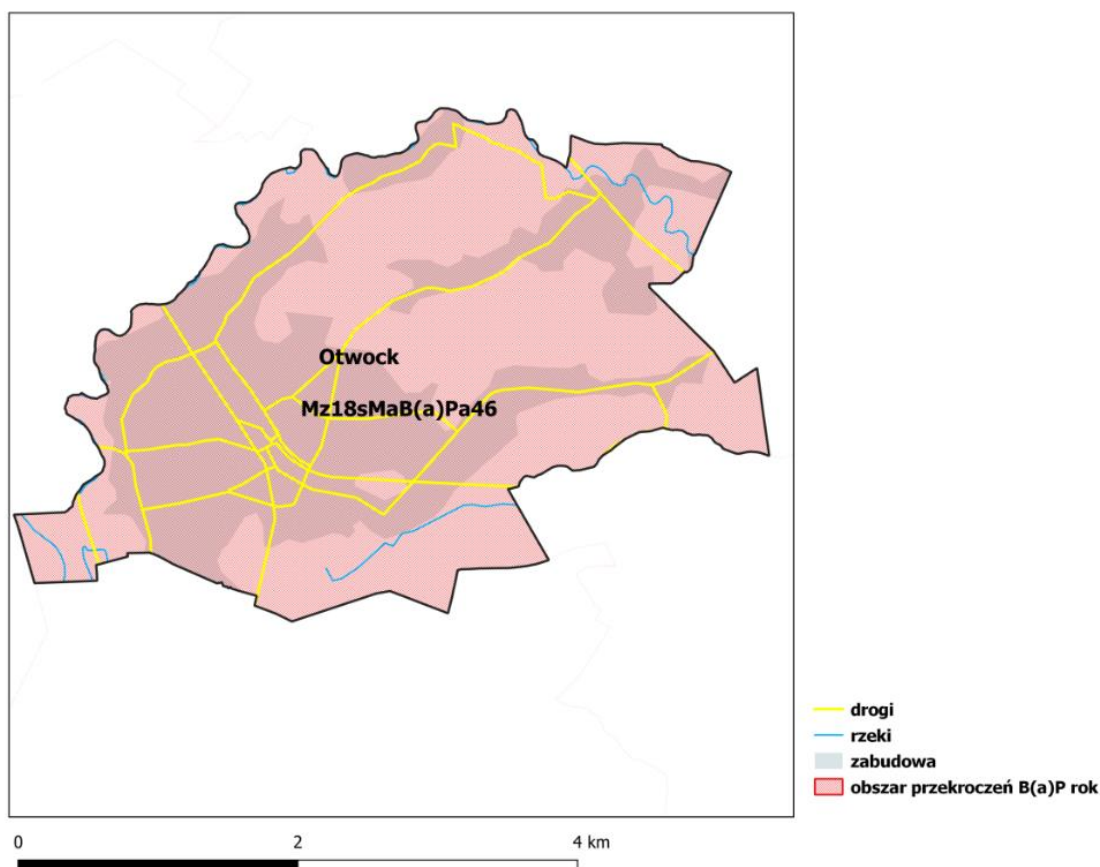 Otwock
Mz18sMaB(a)Pa46
drogi
rzeki
zabudowa
obszar przekroczeń B(a)P rok
0 2 4 km